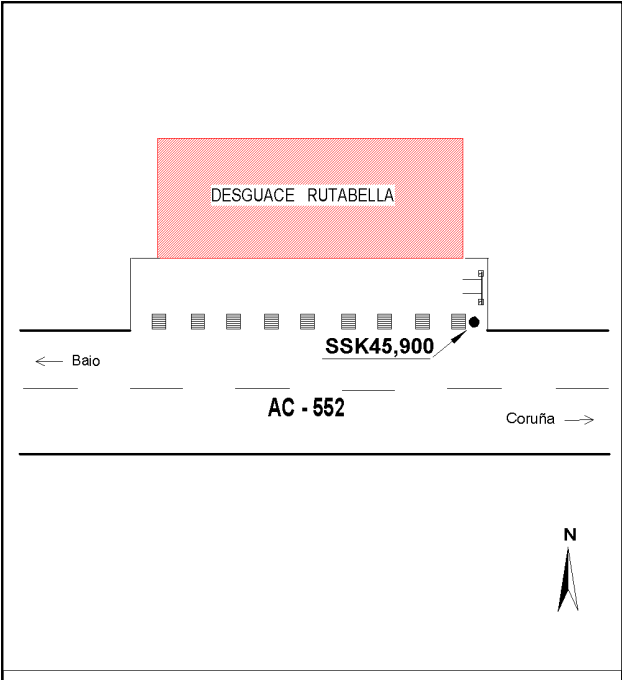 DESGUACE RUTABELLA
SSK45,900
Baio
AC - 552
Coruña
N